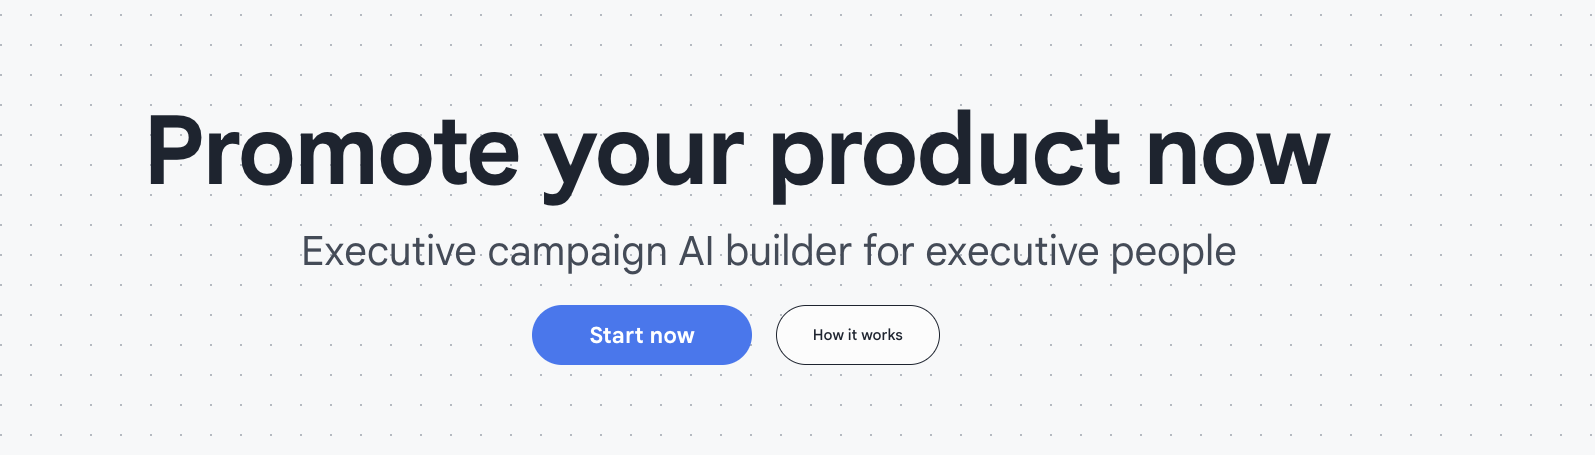 Promote your product now
Executive campaign AI builder for executive people
Start now
How it works